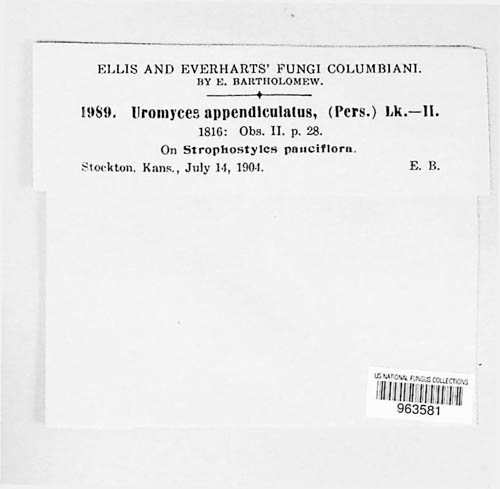 ELLIS AND EVERHARTS' FUNGI COLUMBIANI.
BY E. BARTHOLOMEW.
1989. Uromyces appendiculatus, (Pers.) Lk.—II.
1816: Obs. II. p. 28.
On Strophostyles pauciflora.
Stockton, Kans., July 14, 1904. E. B.
US NATIONAL FUNGUS COLLECTIONS
963581